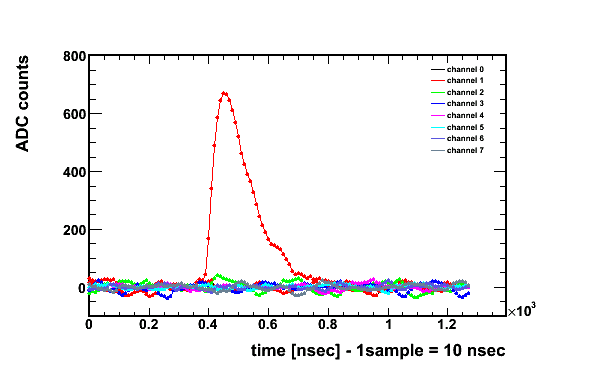 ADC counts
800
600
400
200
0
channel 0
channel 1
channel 2
channel 3
channel 4
channel 5
channel 6
channel 7
0 0.2 0.4 0.6 0.8 1 1.2 ×10³
time [nsec] - 1sample = 10 nsec